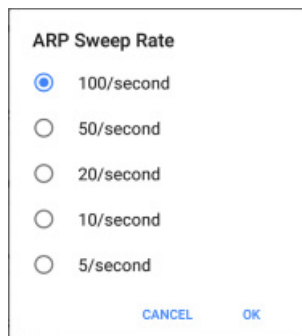 ARP Sweep Rate
100/second
50/second
20/second
10/second
5/second
CANCEL OK